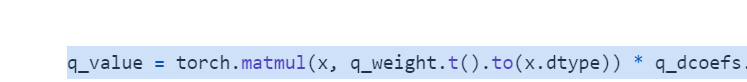 q_value = torch.matmul(x, q_weight.t().to(x.dtype)) * q_dcoefs.